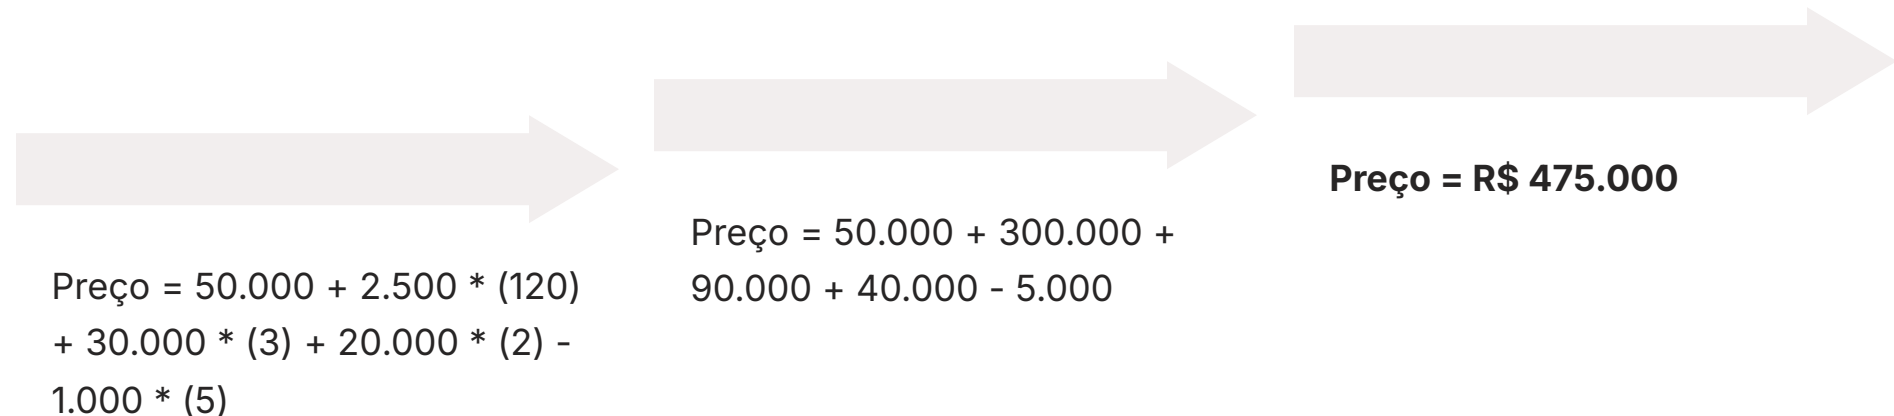 Preço = 50.000 + 2.500 * (120)
+ 30.000 * (3) + 20.000 * (2) -
1.000 * (5)
Preço = 50.000 + 300.000 +
90.000 + 40.000 - 5.000
Preço = R$ 475.000